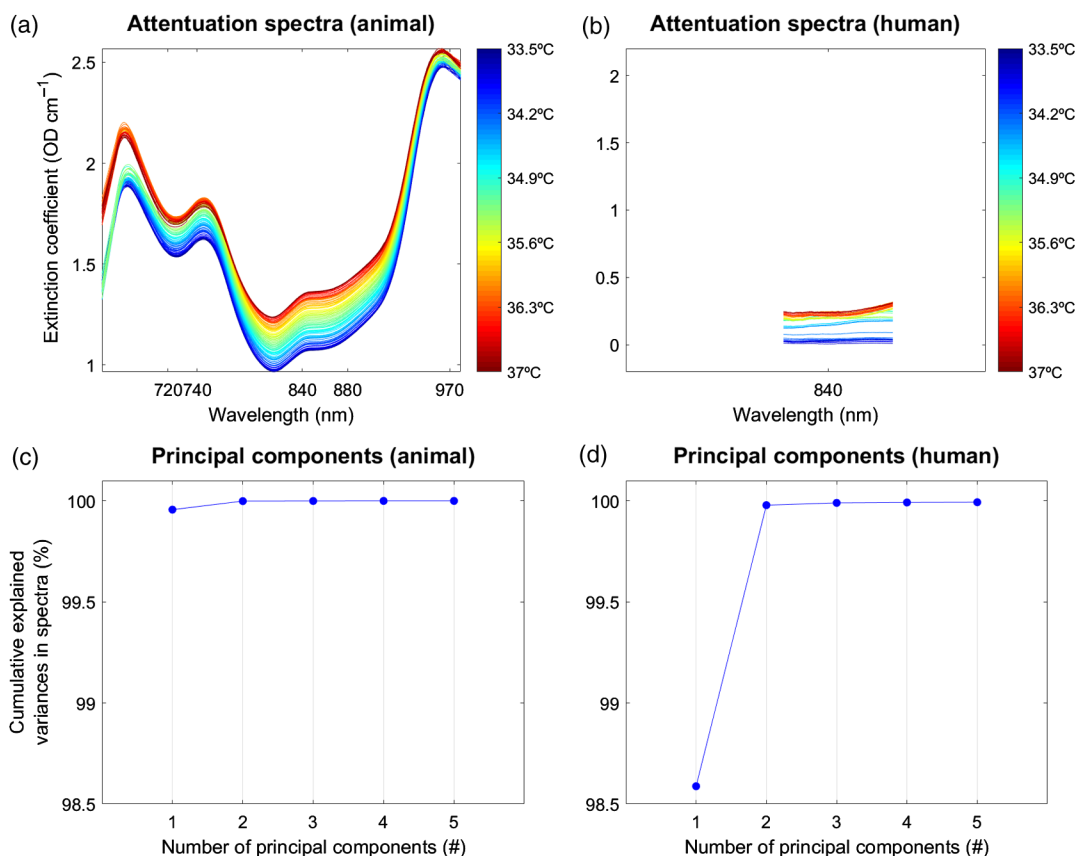 (a)
Attentuation spectra (animal)
Extinction coefficient (OD cm−1)
2.5
2
1.5
1
720
740
840
880
970
Wavelength (nm)
33.5ºC
34.2ºC
34.9ºC
35.6ºC
36.3ºC
37ºC
(b)
Attentuation spectra (human)
2
1.5
1
0.5
0
840
Wavelength (nm)
33.5ºC
34.2ºC
34.9ºC
35.6ºC
36.3ºC
37ºC
(c)
Principal components (animal)
Cumulative explained
variances in spectra (%)
100
99.5
99
98.5
1 2 3 4 5
Number of principal components (#)
(d)
Principal components (human)
100
99.5
99
98.5
1 2 3 4 5
Number of principal components (#)